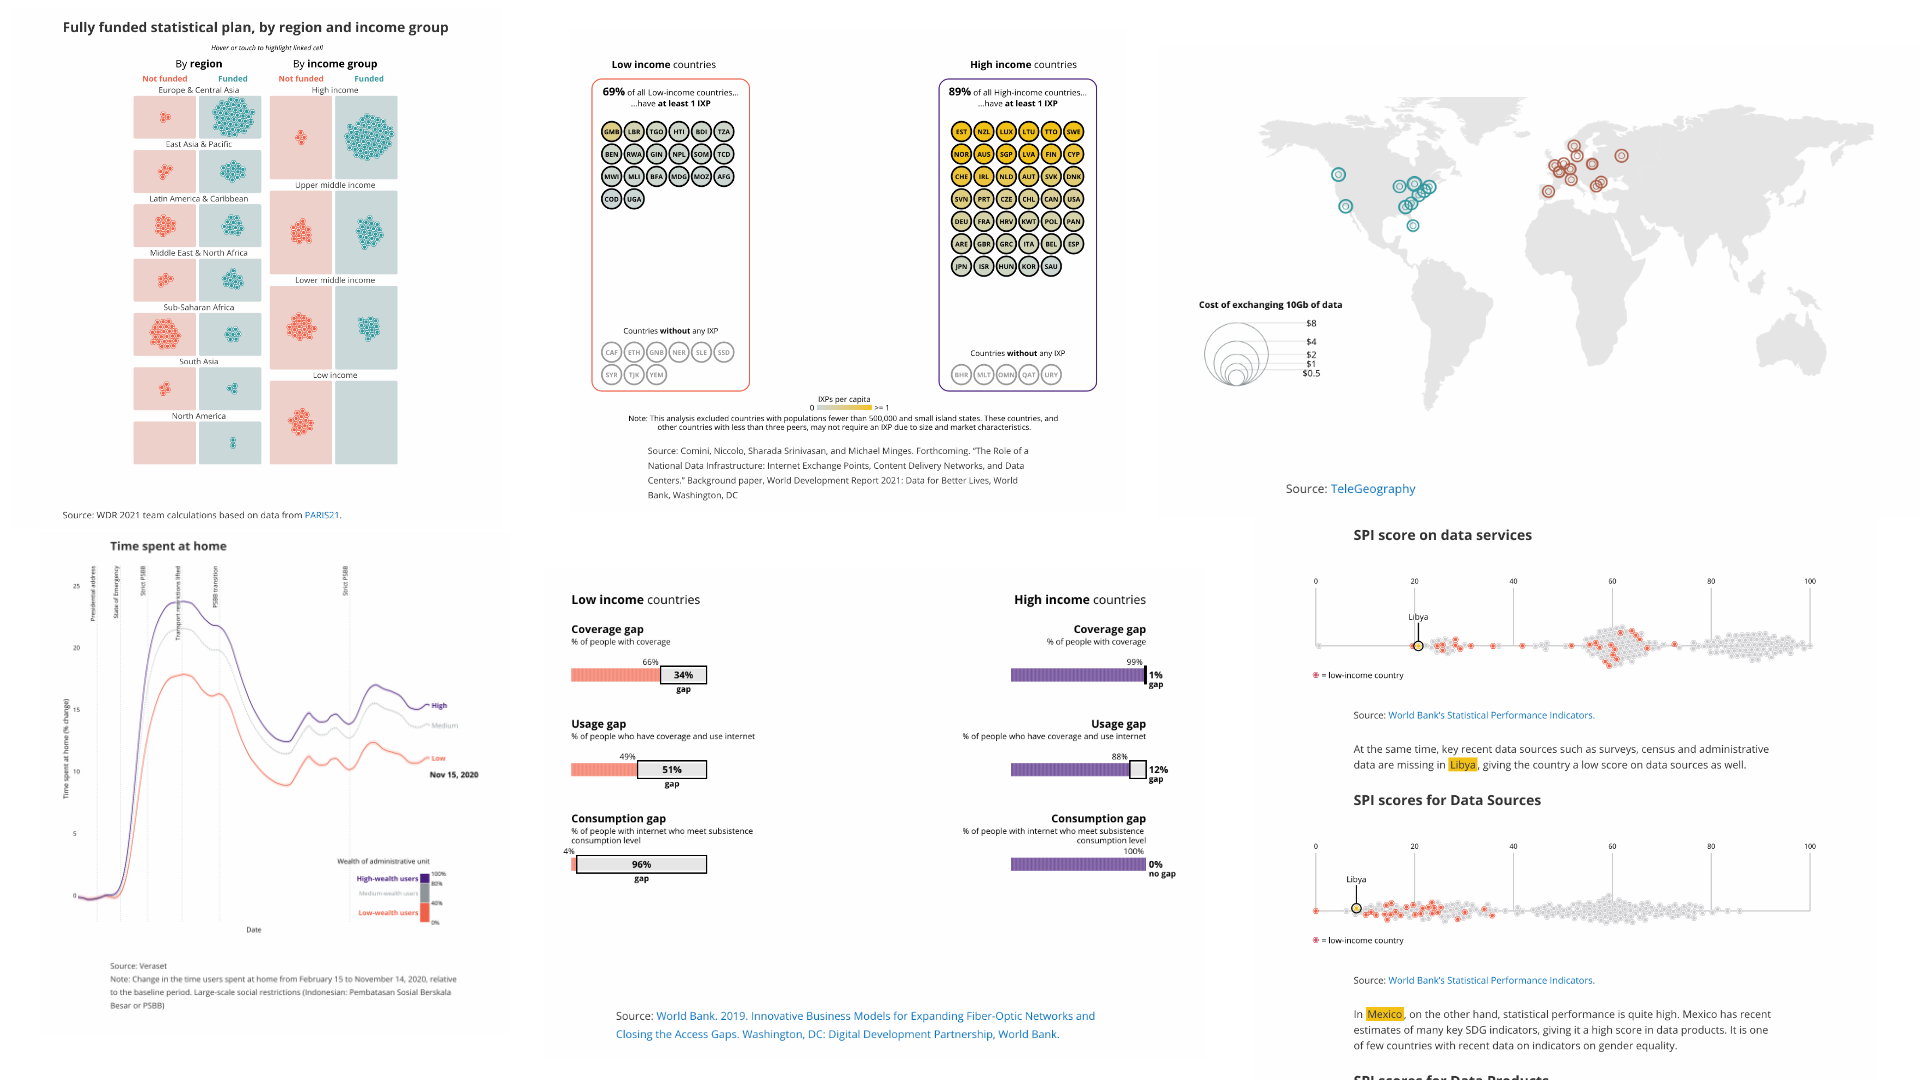 Fully funded statistical plan, by region and income group
Hover or touch to highlight linked cell
By region
By income group
Not funded
Funded
Not funded
Funded
Europe & Central Asia
East Asia & Pacific
Latin America & Caribbean
Middle East & North Africa
Sub-Saharan Africa
South Asia
North America
High income
Upper middle income
Lower middle income
Low income
Source: WDR 2021 team calculations based on data from PARIS21.
Low income countries
69% of all Low-income countries...
...have at least 1 IXP
GMB LBR TGO HTI BDI TZA
BEN RWA GIN NPL SOM TCD
MWI MLI BFA MDG MOZ AFG
COD UGA
Countries without any IXP
CAF ETH GNB NER SLE SSD
SYR TJK YEM
High income countries
89% of all High-income countries...
...have at least 1 IXP
EST NZL LUX LTU TTO SWE
NOR AUS SGP LVA FIN CYP
CHE IRL NLD AUT SVK DNK
SVN PRT CZE CHL CAN USA
DEU FRA HRV KWT POL PAN
ARE GBR GRC ITA BEL ESP
JPN ISR HUN KOR SAU
Countries without any IXP
BHR MLT OMN QAT URY
IXPs per capita
0 >= 1
Note: This analysis excluded countries with populations fewer than 500,000 and small island states. These countries, and
other countries with less than three peers, may not require an IXP due to size and market characteristics.
Source: Comini, Niccolo, Sharada Srinivasan, and Michael Minges. Forthcoming. “The Role of a
National Data Infrastructure: Internet Exchange Points, Content Delivery Networks, and Data
Centers.” Background paper, World Development Report 2021: Data for Better Lives, World
Bank, Washington, DC
Cost of exchanging 10Gb of data
$8
$4
$2
$1
$0.5
Source: TeleGeography
Time spent at home
Time spent at home (% change)
25
20
15
10
5
0
Presidential address
State of Emergency
Strict PSBB
Transport restrictions lifted
PSBB transition
Strict PSBB
High
Medium
Low
Nov 15, 2020
Wealth of administrative unit
High-wealth users
Medium-wealth users
Low-wealth users
100%
80%
40%
0%
Date
Source: Veraset
Note: Change in the time users spent at home from February 15 to November 14, 2020, relative
to the baseline period. Large-scale social restrictions (Indonesian: Pembatasan Sosial Berskala
Besar or PSBB)
Low income countries
Coverage gap
% of people with coverage
66%
34%
gap
Usage gap
% of people who have coverage and use internet
49%
51%
gap
Consumption gap
% of people with internet who meet subsistence
consumption level
4%
96%
gap
High income countries
Coverage gap
% of people with coverage
99%
1%
gap
Usage gap
% of people who have coverage and use internet
88%
12%
gap
Consumption gap
% of people with internet who meet subsistence
consumption level
100%
0%
no gap
Source: World Bank. 2019. Innovative Business Models for Expanding Fiber-Optic Networks and
Closing the Access Gaps. Washington, DC: Digital Development Partnership, World Bank.
SPI score on data services
0 20 40 60 80 100
Libya
= low-income country
Source: World Bank’s Statistical Performance Indicators.
At the same time, key recent data sources such as surveys, census and administrative
data are missing in Libya, giving the country a low score on data sources as well.
SPI scores for Data Sources
0 20 40 60 80 100
Libya
= low-income country
Source: World Bank’s Statistical Performance Indicators.
In Mexico, on the other hand, statistical performance is quite high. Mexico has recent
estimates of many key SDG indicators, giving it a high score in data products. It is one
of few countries with recent data on indicators on gender equality.
SPI scores for Data Products